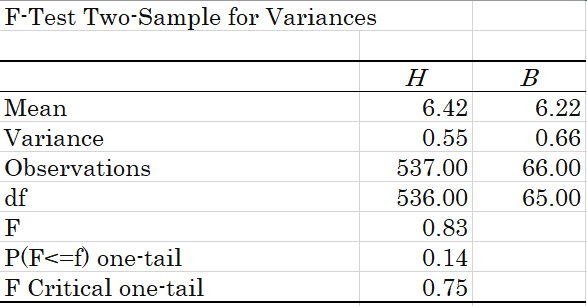 F-Test Two-Sample for Variances
H B
Mean 6.42 6.22
Variance 0.55 0.66
Observations 537.00 66.00
df 536.00 65.00
F 0.83
P(F<=f) one-tail 0.14
F Critical one-tail 0.75